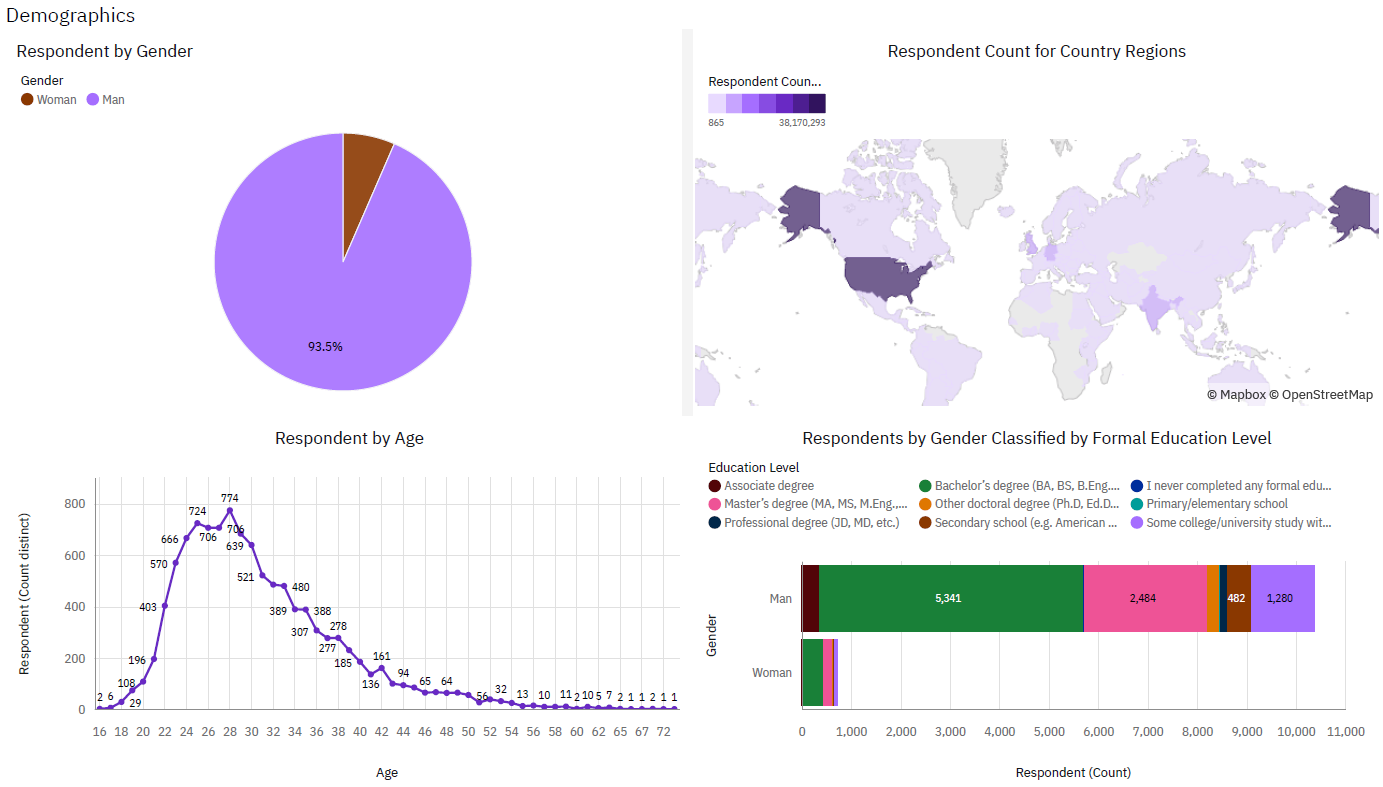 Demographics
Respondent by Gender
Gender
Woman Man
93.5%
Respondent Count for Country Regions
Respondent Coun...
865 38,170,293
© Mapbox © OpenStreetMap
Respondent by Age
Respondent (Count distinct)
800
600
400
200
0
2 6 29 108 196 403 570 666 724 706 774 706 639 521 480 389 388 307 278 277 185 161 136 94 65 64 56 32 13 10 11 2 10 5 7 2 1 1 2 1 1
16 18 20 22 24 26 28 30 32 34 36 38 40 42 44 46 48 50 52 54 56 58 60 62 65 67 72
Age
Respondents by Gender Classified by Formal Education Level
Education Level
Associate degree Bachelor's degree (BA, BS, B.Eng.... I never completed any formal edu...
Master's degree (MA, MS, M.Eng.,... Other doctoral degree (Ph.D, Ed.D... Primary/elementary school
Professional degree (JD, MD, etc.) Secondary school (e.g. American ... Some college/university study wit...
Gender
Man 5,341 2,484 482 1,280
Woman
0 1,000 2,000 3,000 4,000 5,000 6,000 7,000 8,000 9,000 10,000 11,000
Respondent (Count)